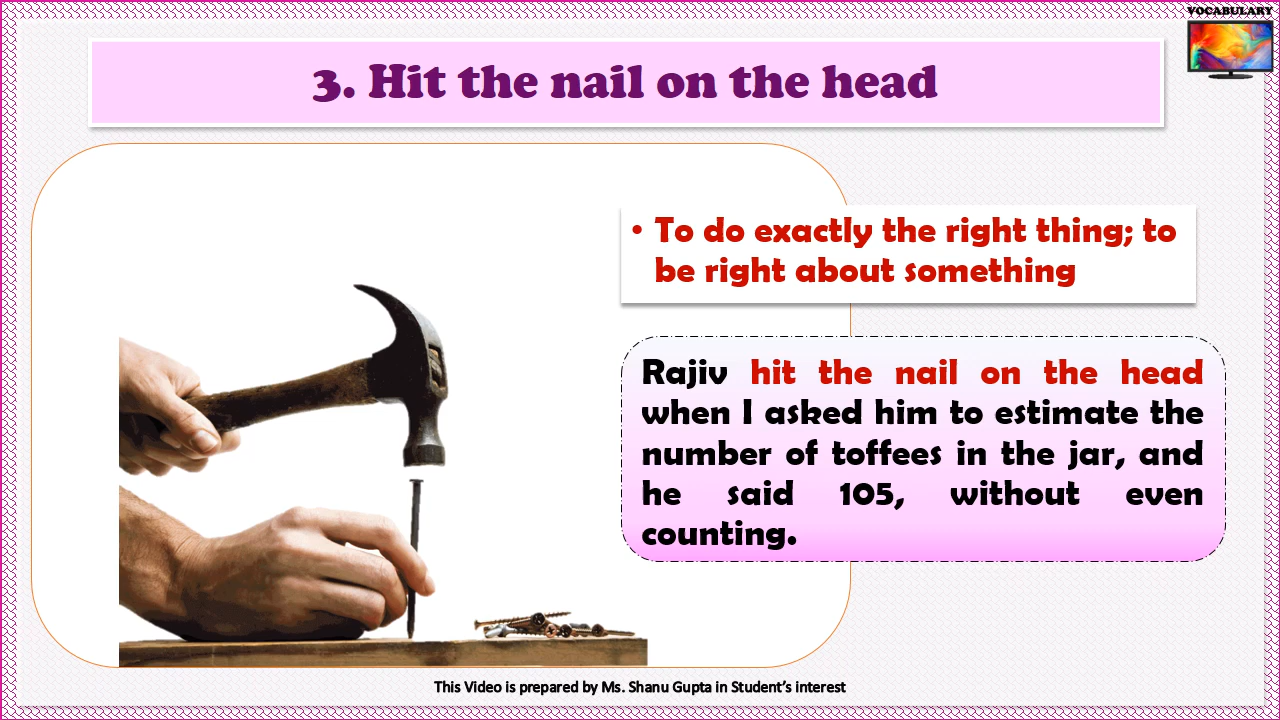 VOCABULARY
3. Hit the nail on the head
• To do exactly the right thing; to
be right about something
Rajiv hit the nail on the head
when I asked him to estimate the
number of toffees in the jar, and
he said 105, without even
counting.
This Video is prepared by Ms. Shanu Gupta in Student’s interest